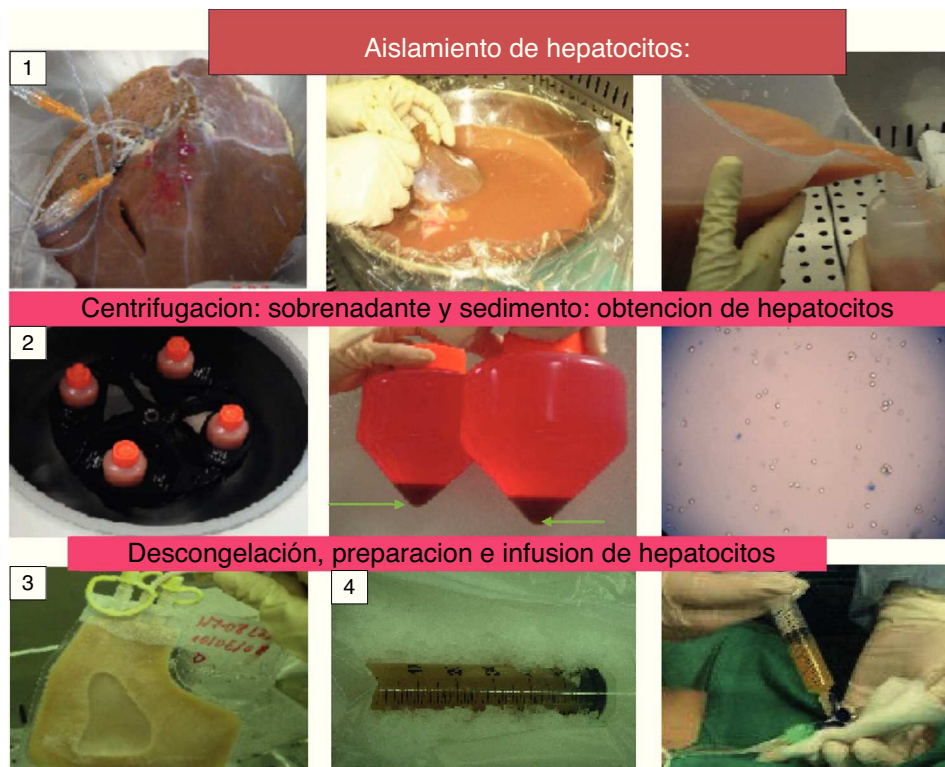 Aislamiento de hepatocitos:
1
Centrifugacion: sobrenadante y sedimento: obtencion de hepatocitos
2
Descongelación, preparacion e infusion de hepatocitos
3
4